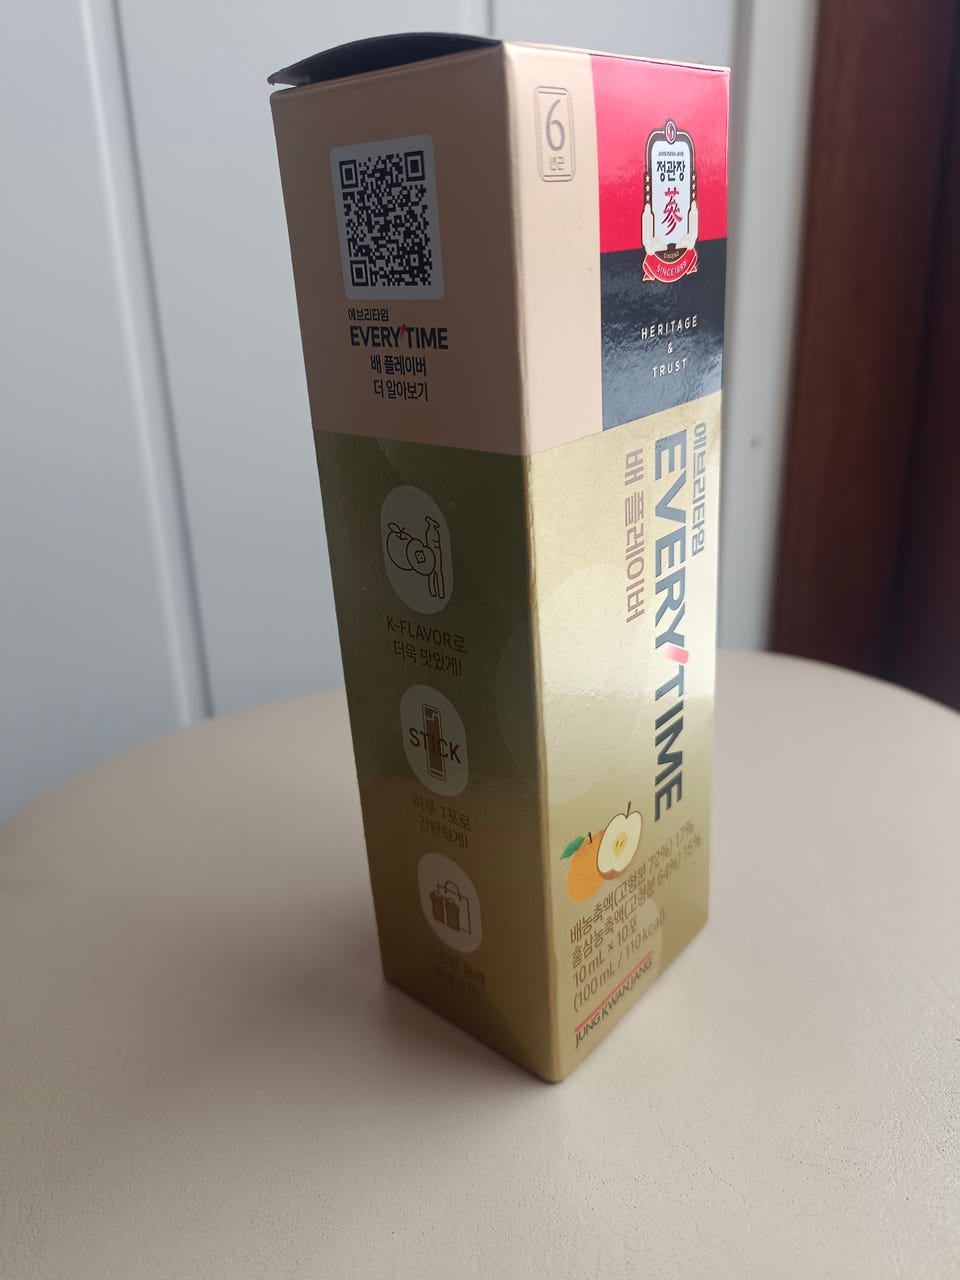 에브리타임
EVERY'TIME
배 플레이버
더 알아보기
K-FLAVOR로
더욱 맛있게!
STICK
하루 1포로
간편하게!
6
년근
JUNG KWAN JANG
정관장
蔘
GINSENG
SINCE 1899
HERITAGE
&
TRUST
에브리타임
EVERY'TIME
배 플레이버
배농축액(고형분 72%) 17%
홍삼농축액(고형분 64%) 15%
10 mL × 10포
(100 mL / 110 kcal)
JUNG KWAN JANG